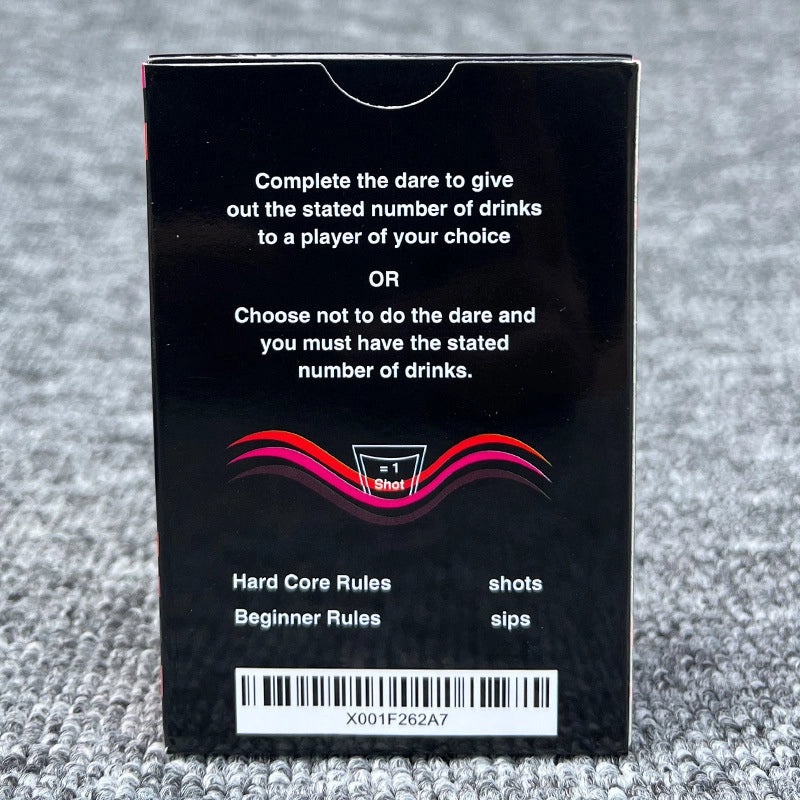 Complete the dare to give
out the stated number of drinks
to a player of your choice
OR
Choose not to do the dare and
you must have the stated
number of drinks.
= 1
Shot
Hard Core Rules shots
Beginner Rules sips
X001F262A7